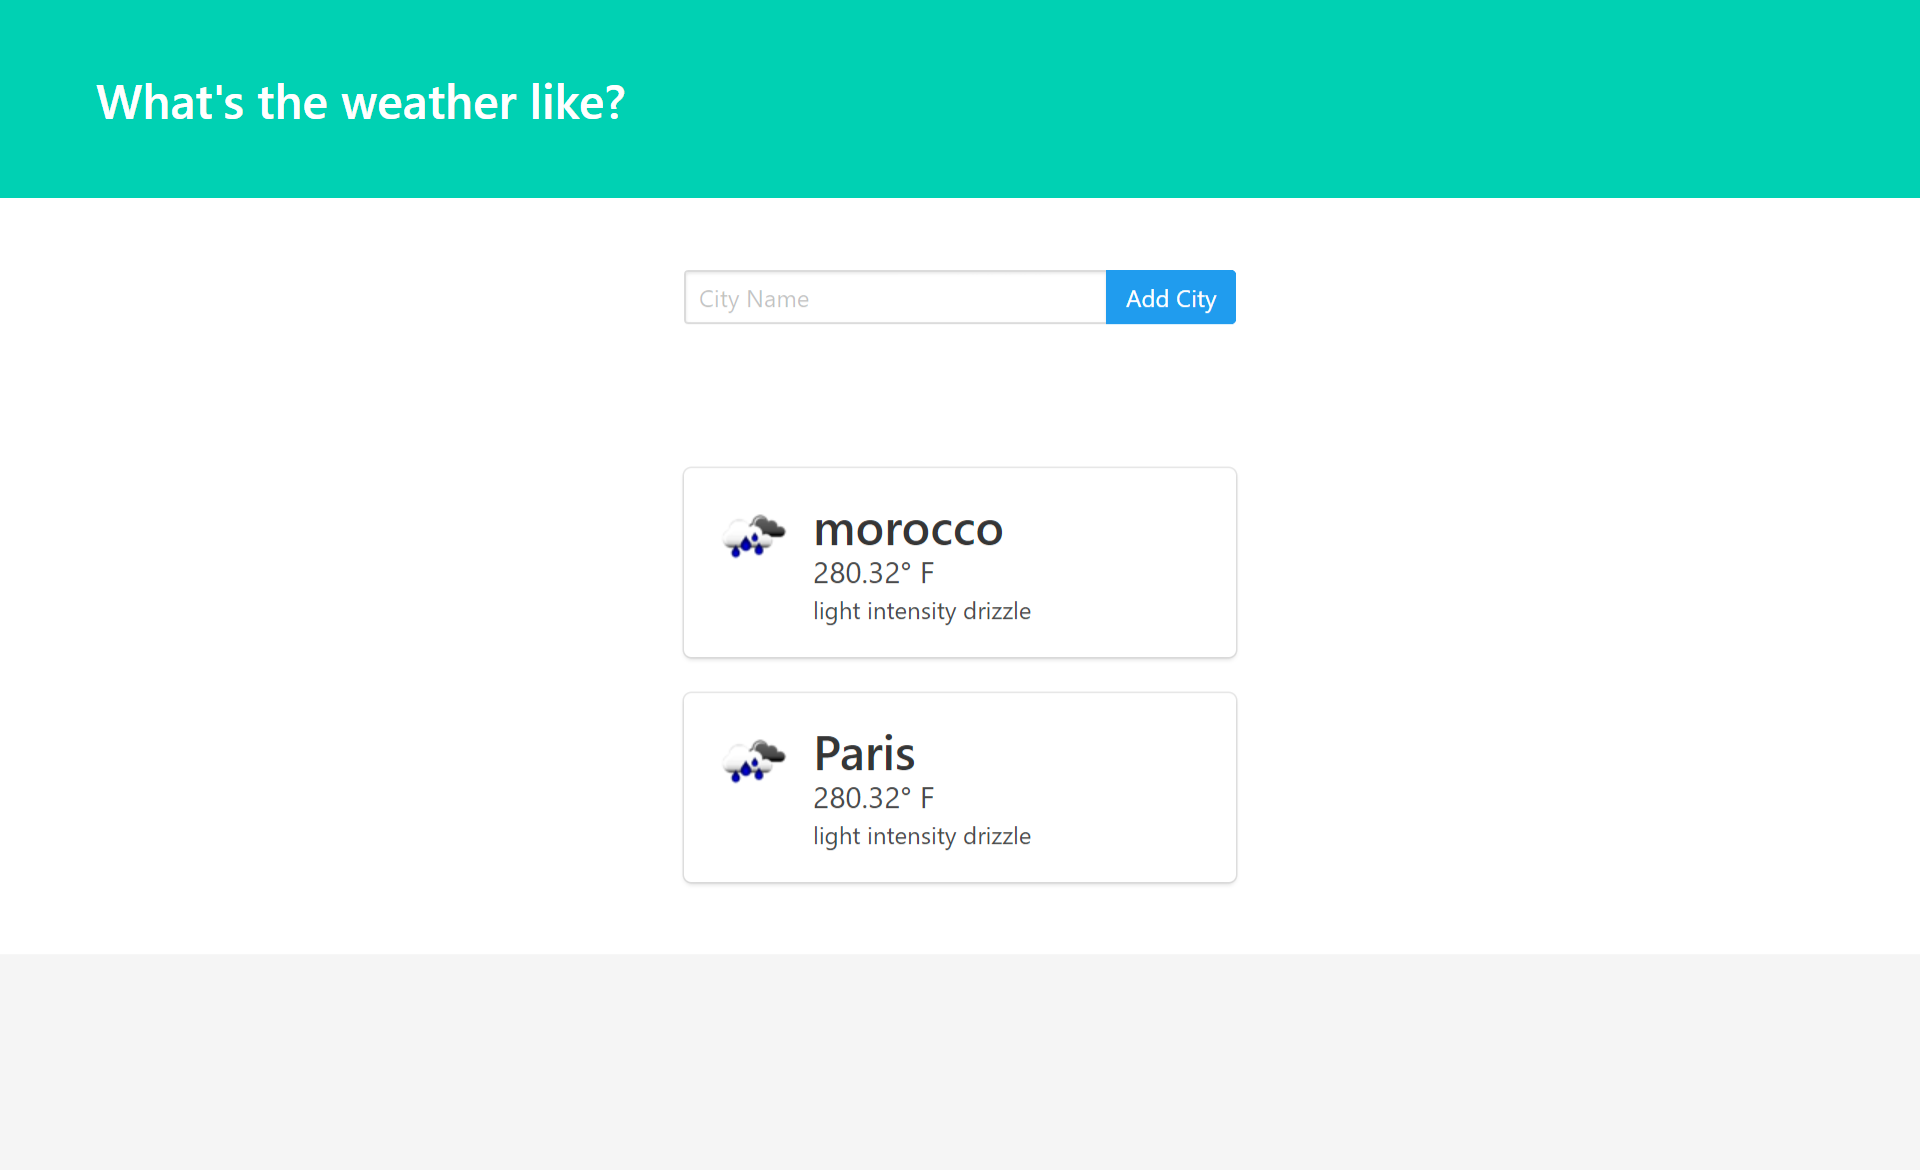 What's the weather like?
City Name
Add City
morocco
280.32° F
light intensity drizzle
Paris
280.32° F
light intensity drizzle